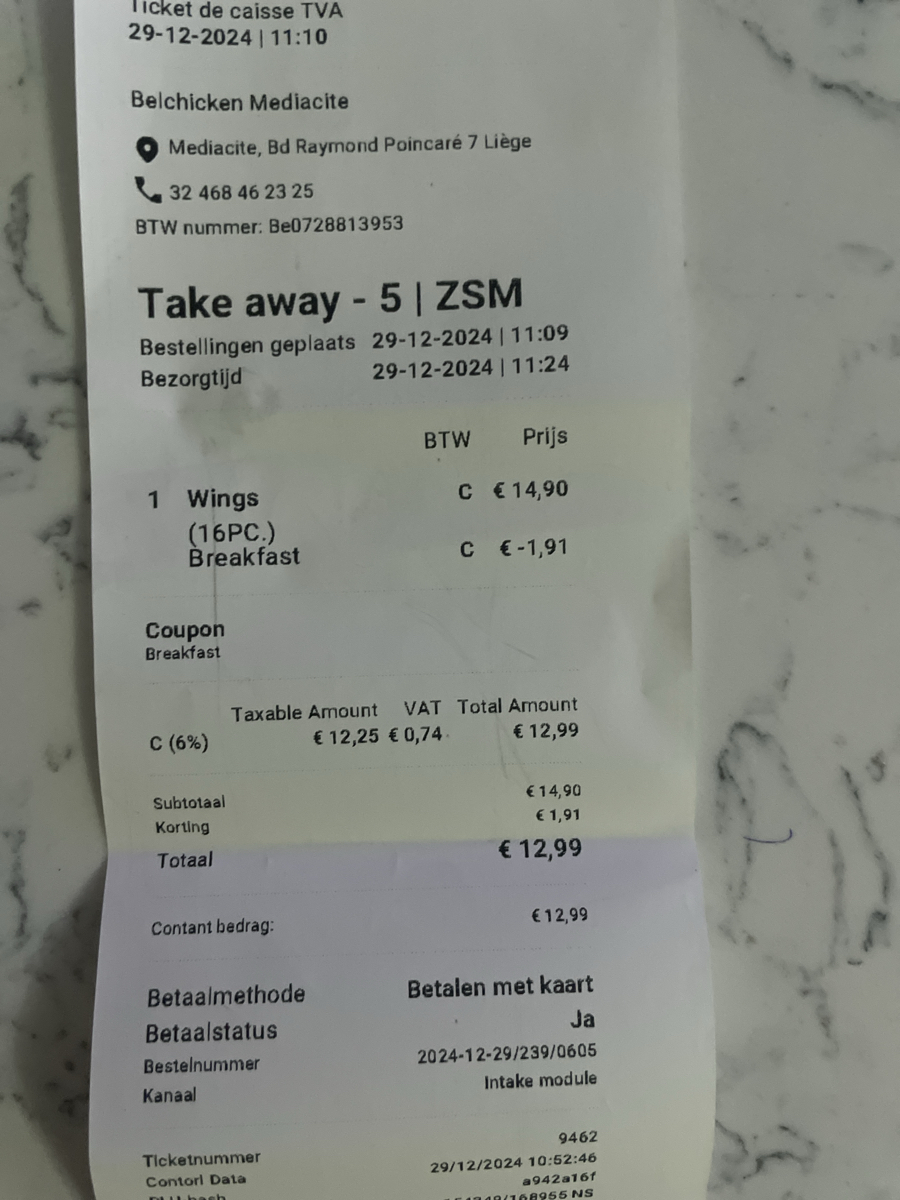 Ticket de caisse TVA
29-12-2024 | 11:10
Belchicken Mediacite
Mediacite, Bd Raymond Poincaré 7 Liège
32 468 46 23 25
BTW nummer: Be0728813953
Take away - 5 | ZSM
Bestellingen geplaats 29-12-2024 | 11:09
Bezorgtijd 29-12-2024 | 11:24
BTW Prijs
1 Wings C € 14,90
(16PC.)
Breakfast C € -1,91
Coupon
Breakfast
Taxable Amount VAT Total Amount
C (6%) € 12,25 € 0,74 € 12,99
Subtotaal € 14,90
Korting € 1,91
Totaal € 12,99
Contant bedrag: € 12,99
Betaalmethode Betalen met kaart
Betaalstatus Ja
Bestelnummer 2024-12-29/239/0605
Kanaal Intake module
9462
Ticketnummer 29/12/2024 10:52:46
Contorl Data a942a16f
hash /168955 NS